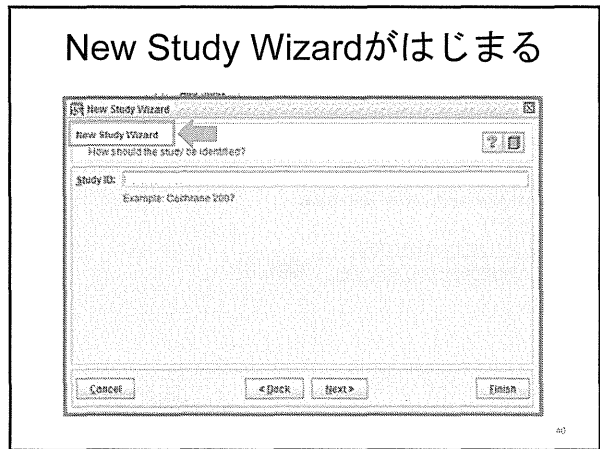 New Study Wizardがはじまる
New Study Wizard
New Study Wizard
How should the study be identified?
Study ID:
Example: Cochrane 2007
Cancel
< Back
Next >
Finish
40